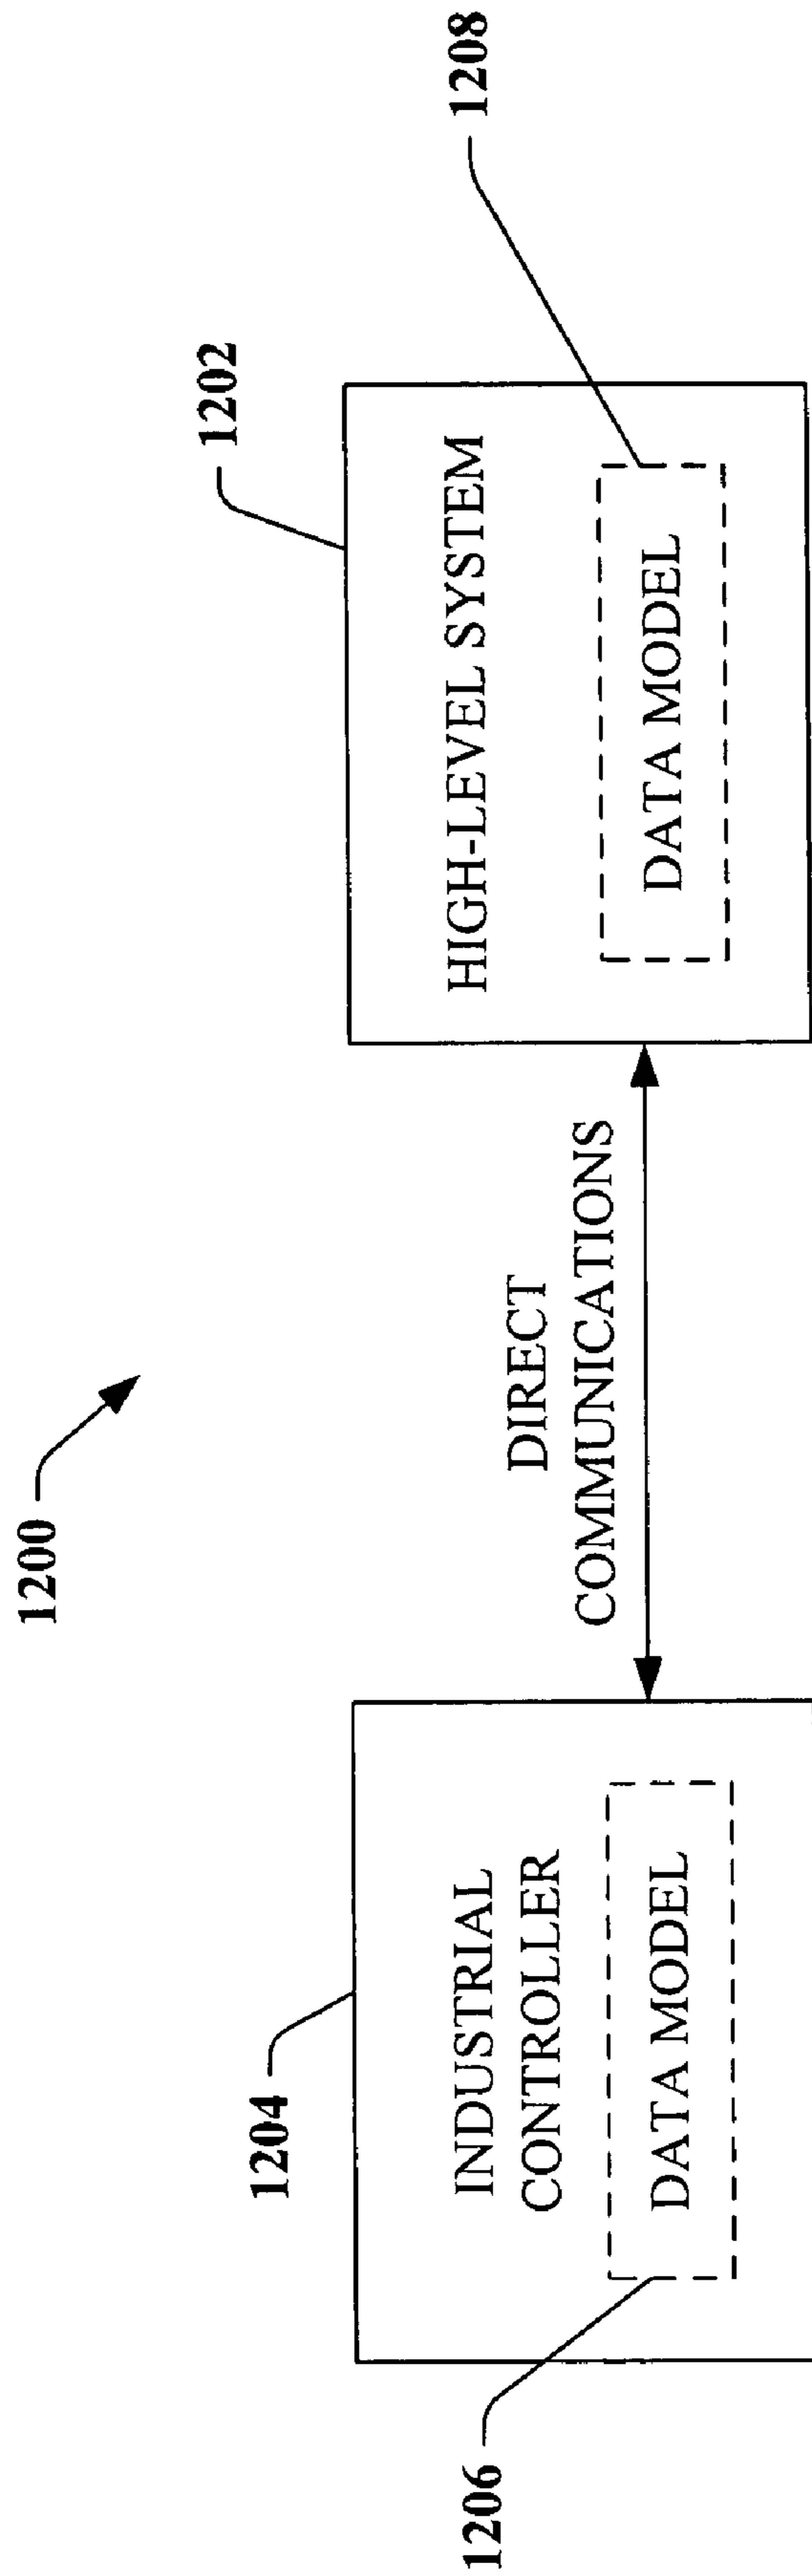 1200
1204
1202
INDUSTRIAL
CONTROLLER
DATA MODEL
1206
DIRECT
COMMUNICATIONS
HIGH-LEVEL SYSTEM
DATA MODEL
1208